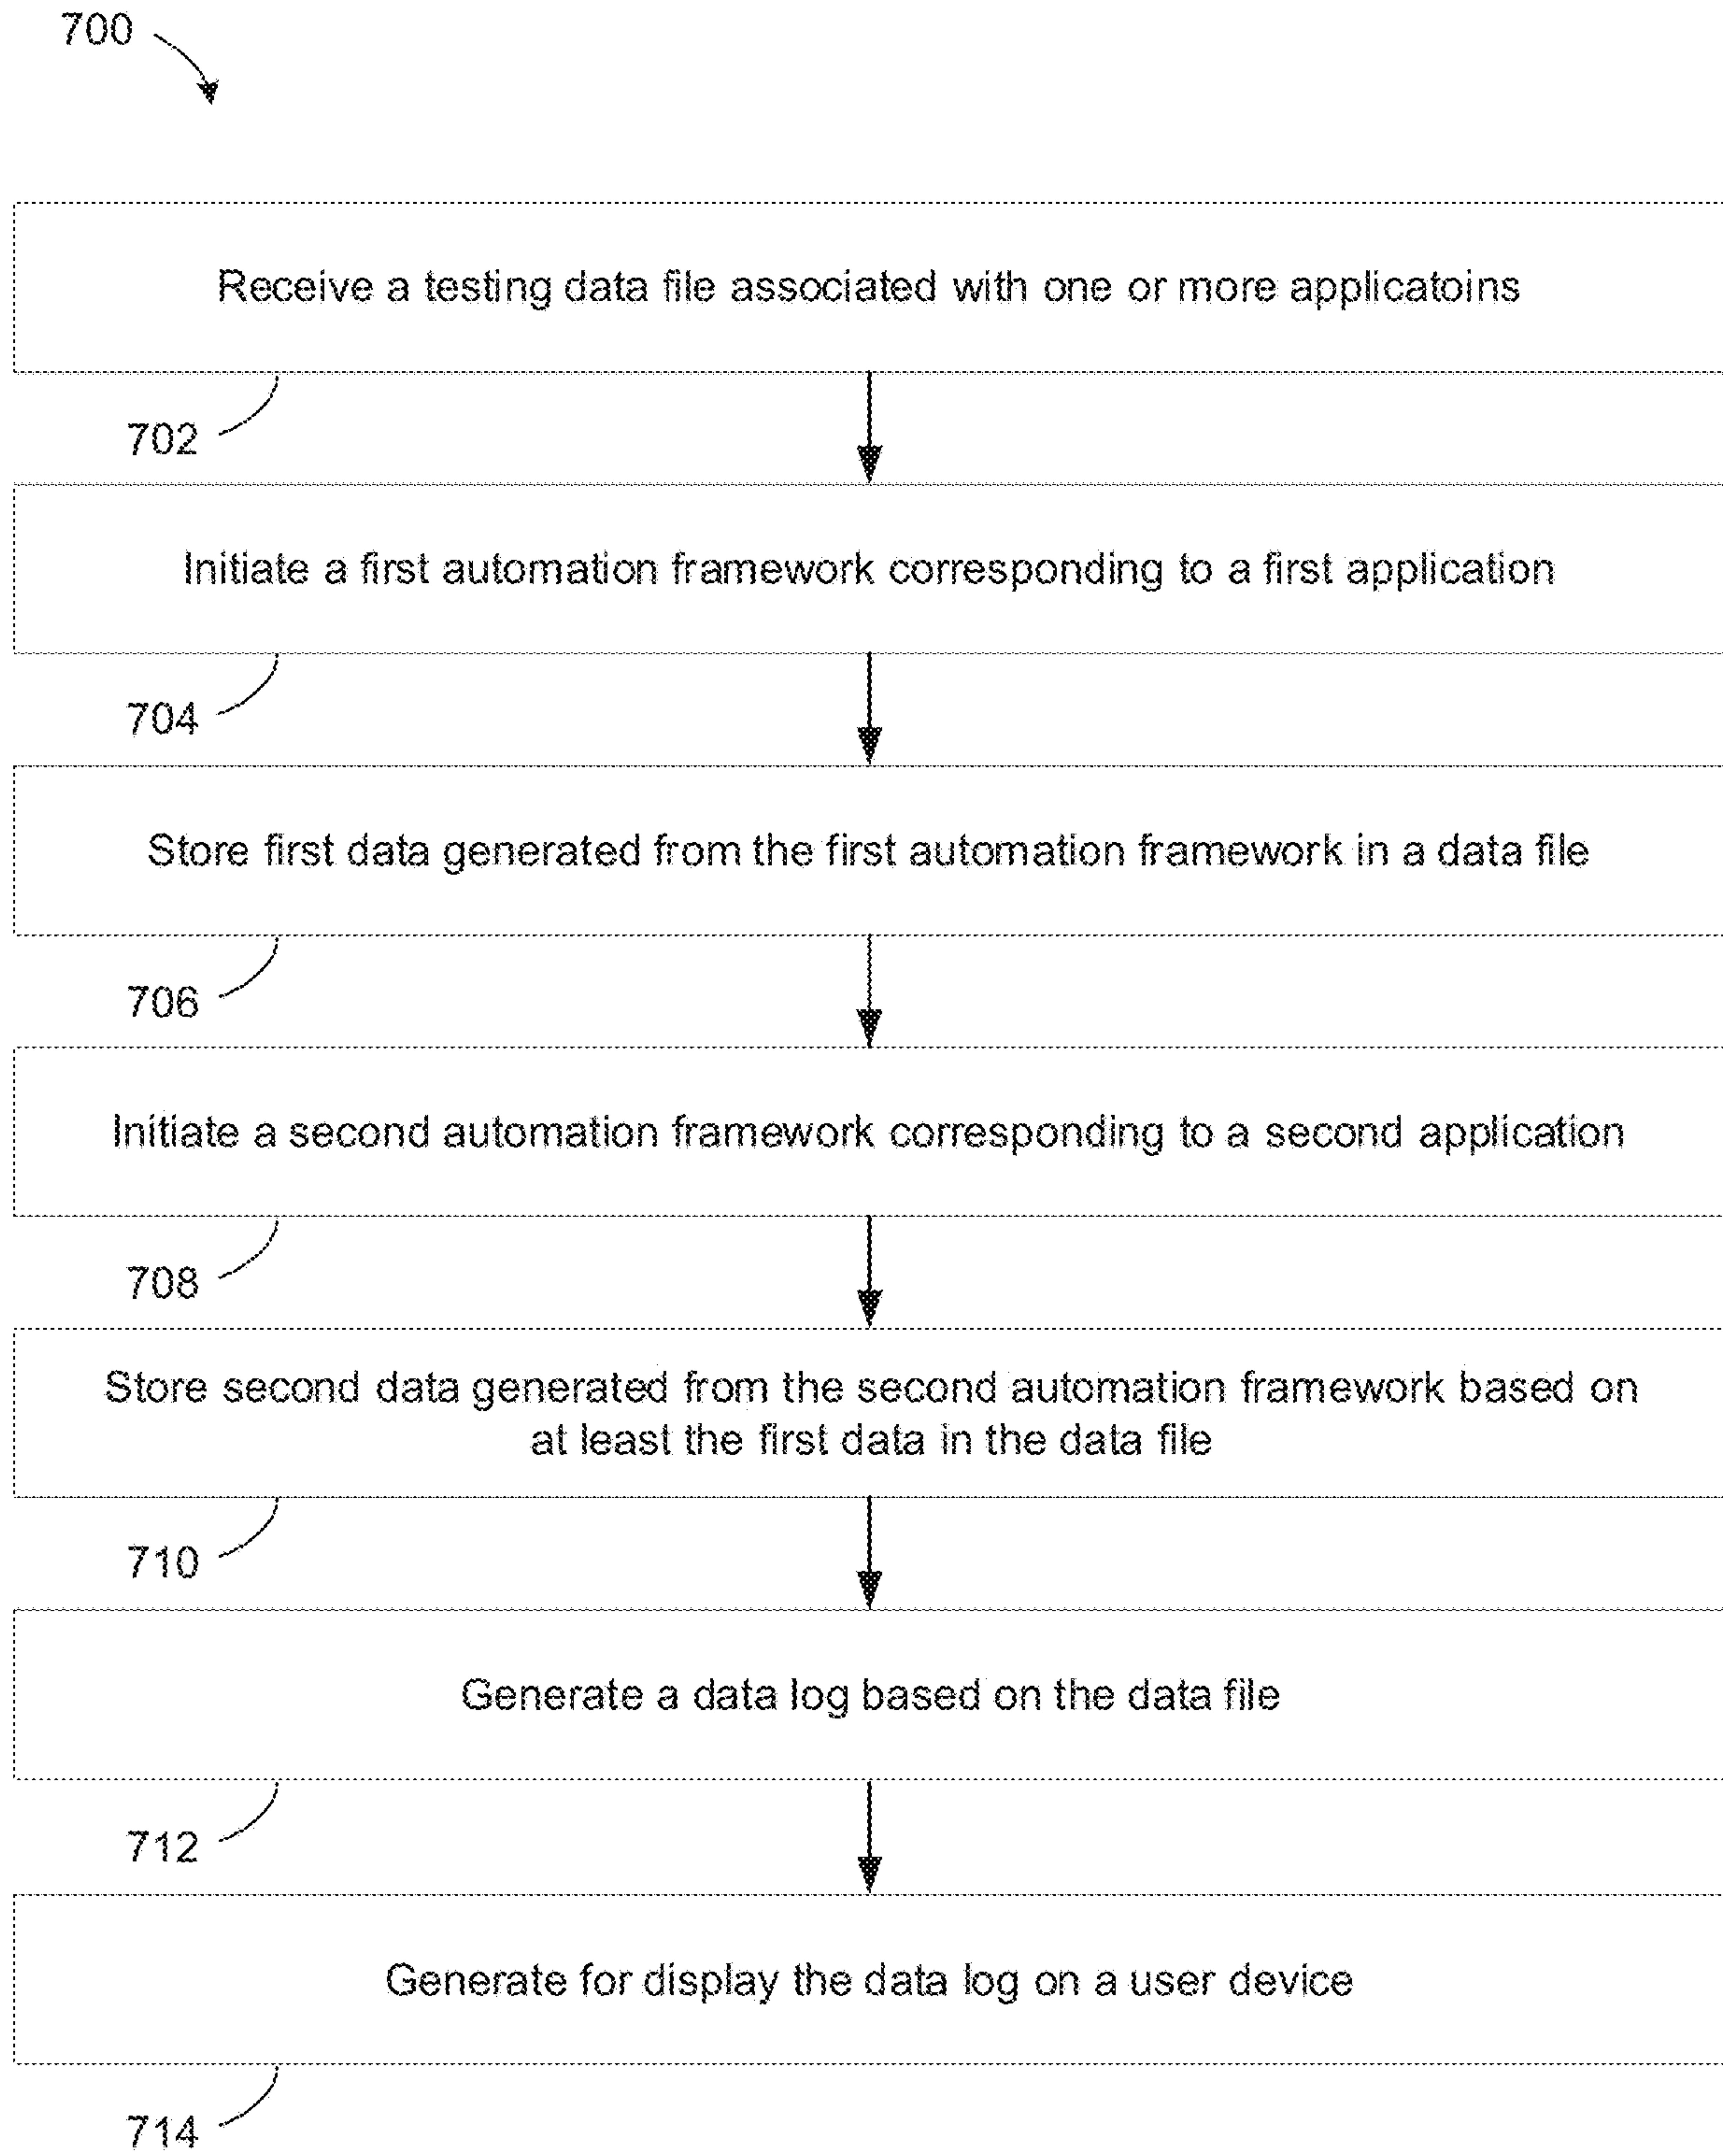 700
Receive a testing data file associated with one or more applicatoins
702
Initiate a first automation framework corresponding to a first application
704
Store first data generated from the first automation framework in a data file
706
Initiate a second automation framework corresponding to a second application
708
Store second data generated from the second automation framework based on
at least the first data in the data file
710
Generate a data log based on the data file
712
Generate for display the data log on a user device
714